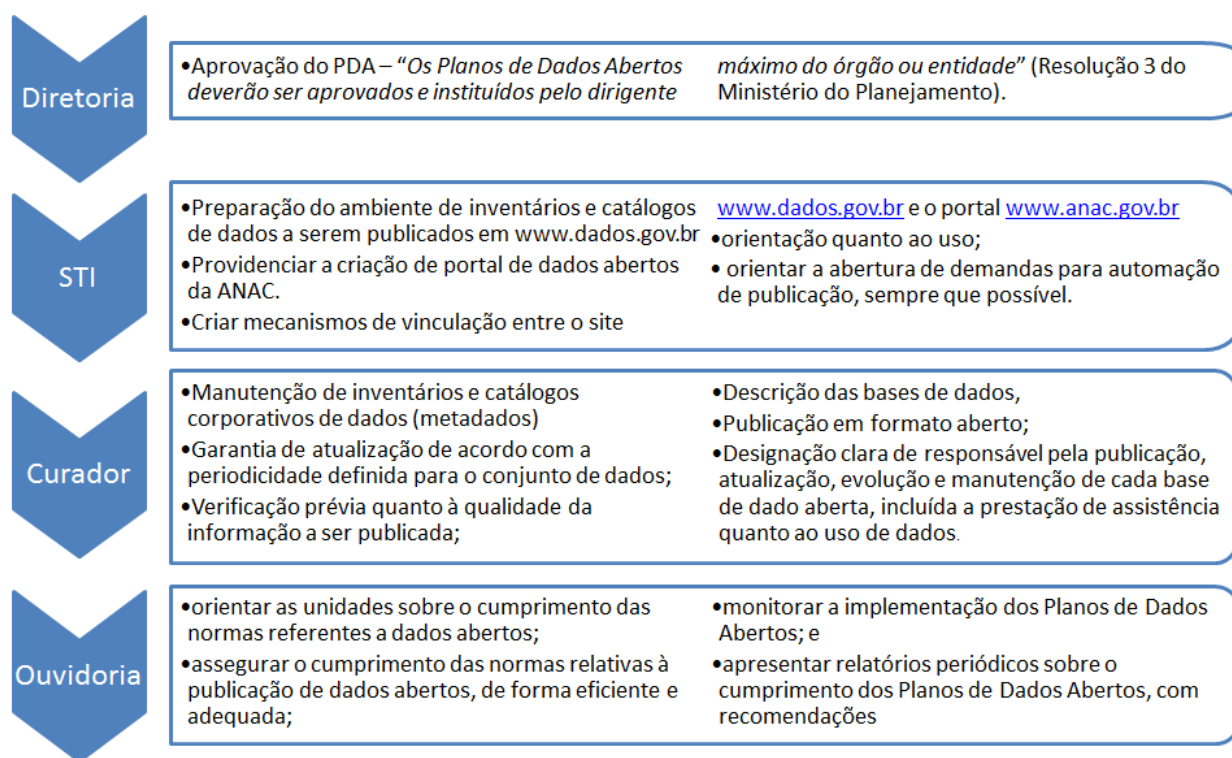 Diretoria
•Aprovação do PDA – “Os Planos de Dados Abertos
deverão ser aprovados e instituídos pelo dirigente
máximo do órgão ou entidade” (Resolução 3 do
Ministério do Planejamento).
STI
•Preparação do ambiente de inventários e catálogos
de dados a serem publicados em www.dados.gov.br
•Providenciar a criação de portal de dados abertos
da ANAC.
•Criar mecanismos de vinculação entre o site
www.dados.gov.br e o portal www.anac.gov.br
•orientação quanto ao uso;
• orientar a abertura de demandas para automação
de publicação, sempre que possível.
Curador
•Manutenção de inventários e catálogos
corporativos de dados (metadados)
•Garantia de atualização de acordo com a
periodicidade definida para o conjunto de dados;
•Verificação prévia quanto à qualidade da
informação a ser publicada;
•Descrição das bases de dados,
•Publicação em formato aberto;
•Designação clara de responsável pela publicação,
atualização, evolução e manutenção de cada base
de dado aberta, incluída a prestação de assistência
quanto ao uso de dados.
Ouvidoria
•orientar as unidades sobre o cumprimento das
normas referentes a dados abertos;
•assegurar o cumprimento das normas relativas à
publicação de dados abertos, de forma eficiente e
adequada;
•monitorar a implementação dos Planos de Dados
Abertos; e
•apresentar relatórios periódicos sobre o
cumprimento dos Planos de Dados Abertos, com
recomendações